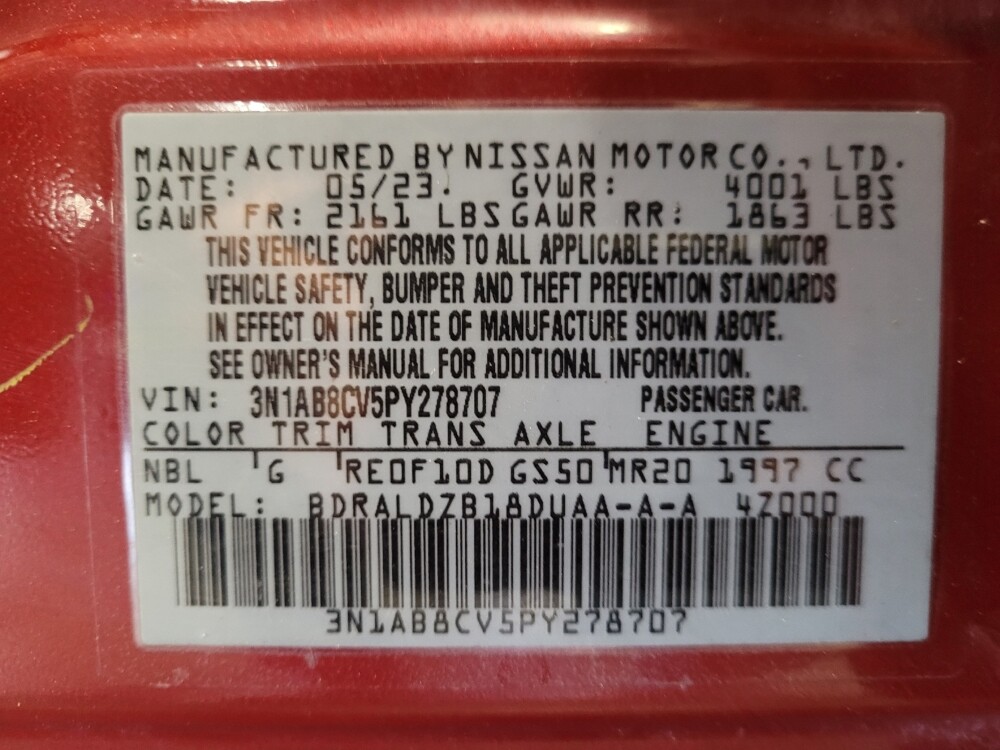 MANUFACTURED BY NISSAN MOTOR CO., LTD.
DATE: 05/23. GVWR: 4001 LBS
GAWR FR: 2161 LBS GAWR RR: 1863 LBS
THIS VEHICLE CONFORMS TO ALL APPLICABLE FEDERAL MOTOR
VEHICLE SAFETY, BUMPER AND THEFT PREVENTION STANDARDS
IN EFFECT ON THE DATE OF MANUFACTURE SHOWN ABOVE.
SEE OWNER'S MANUAL FOR ADDITIONAL INFORMATION.
VIN: 3N1AB8CV5PY278707 PASSENGER CAR.
COLOR TRIM TRANS AXLE ENGINE
NBL G RE0F10D GS50 MR20 1997 CC
MODEL: BDRALDZB18DUAA-A-A 4Z000
3N1AB8CV5PY278707